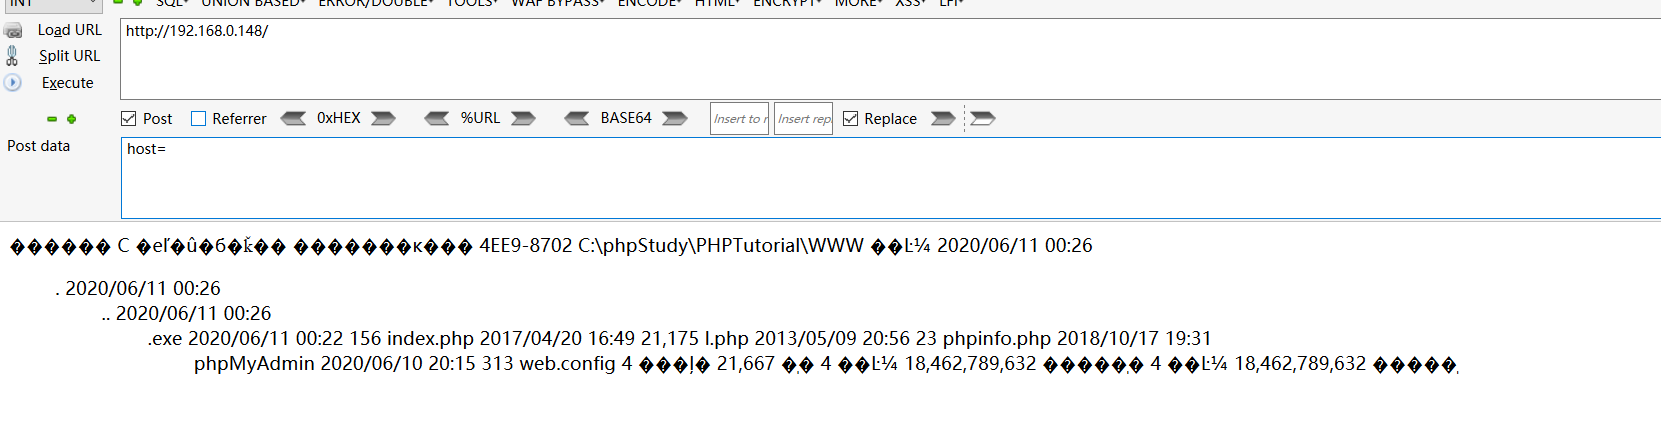 INT SQL▾ UNION BASED▾ ERROR/DOUBLE▾ TOOLS▾ WAF BYPASS▾ ENCODE▾ HTML▾ ENCRYPT▾ MORE▾ XSS▾ LFI▾
Load URL http://192.168.0.148/
Split URL
Execute
Post Referrer 0xHEX %URL BASE64 Insert to r Insert rep. Replace
Post data host=
������ C �eľ�û�б�ǩ�� �������к��� 4EE9-8702 C:\phpStudy\PHPTutorial\WWW ��Ŀ¼ 2020/06/11 00:26
. 2020/06/11 00:26
.. 2020/06/11 00:26
.exe 2020/06/11 00:22 156 index.php 2017/04/20 16:49 21,175 l.php 2013/05/09 20:56 23 phpinfo.php 2018/10/17 19:31
phpMyAdmin 2020/06/10 20:15 313 web.config 4 ���ļ� 21,667 �� 4 ��Ŀ¼ 18,462,789,632 ����� 4 ��Ŀ¼ 18,462,789,632 �����